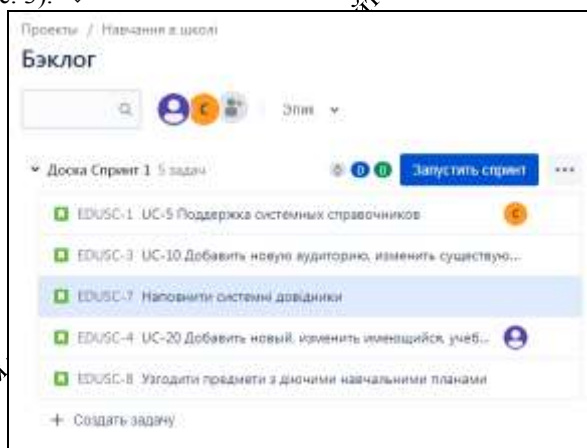 с. 3).
Проекты / Навчання в школі
Бэклог
С
Эпик
Доска Спринт 1 5 задач 0 0 0 Запустить спринт ...
EDUSC-1 UC-5 Поддержка системных справочников С
EDUSC-3 UC-10 Добавить новую аудиторию, изменить существую...
EDUSC-7 Наповнити системні довідники
EDUSC-4 UC-20 Добавить новый, изменить имеющийся, учеб...
EDUSC-8 Узгодити предмети з діючими навчальними планами
+ Создать задачу